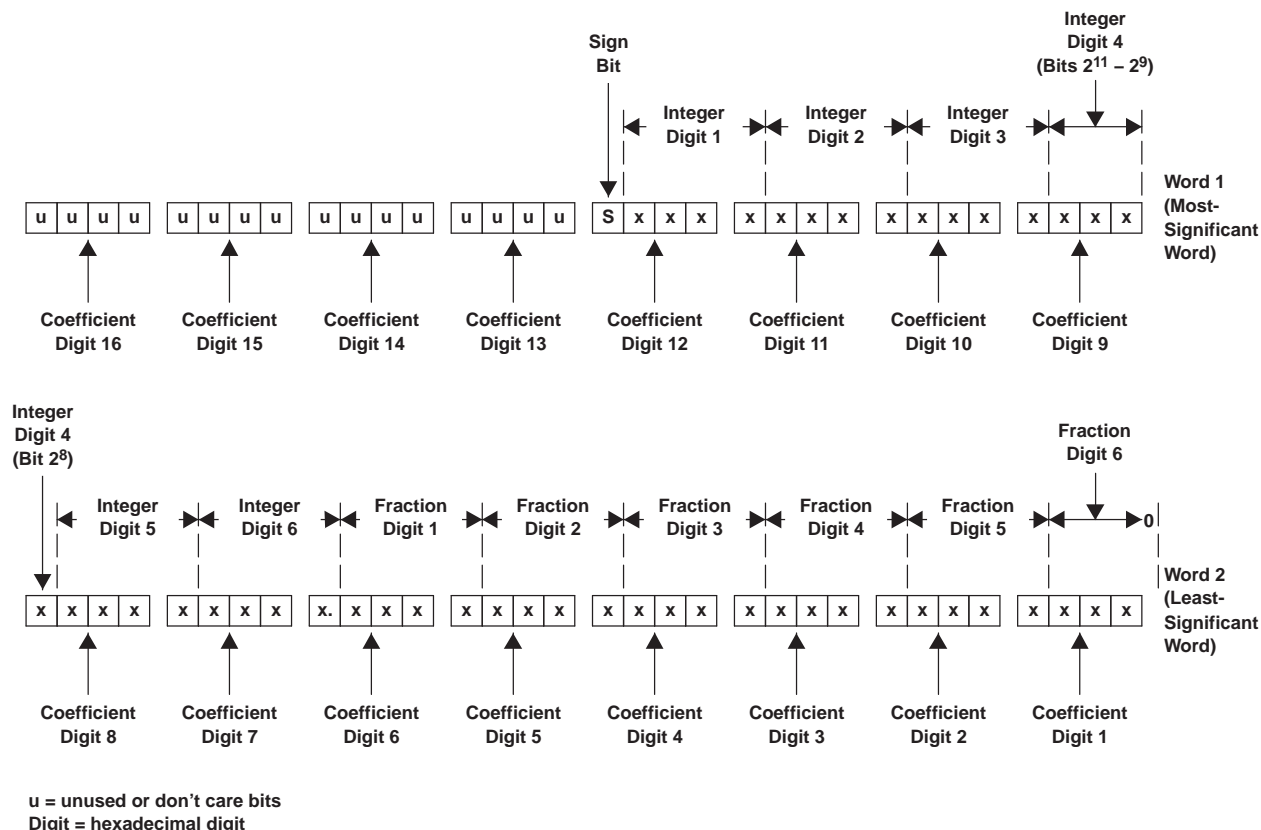 Integer
Digit 4
(Bits 2¹¹ – 2⁹)
Sign
Bit
Integer
Digit 1
Integer
Digit 2
Integer
Digit 3
Word 1
(Most-
Significant
Word)
u u u u u u u u u u u u u u u u S x x x x x x x x x x x x x x x
Coefficient
Digit 16
Coefficient
Digit 15
Coefficient
Digit 14
Coefficient
Digit 13
Coefficient
Digit 12
Coefficient
Digit 11
Coefficient
Digit 10
Coefficient
Digit 9
Integer
Digit 4
(Bit 2⁸)
Fraction
Digit 6
Integer
Digit 5
Integer
Digit 6
Fraction
Digit 1
Fraction
Digit 2
Fraction
Digit 3
Fraction
Digit 4
Fraction
Digit 5
0
Word 2
(Least-
Significant
Word)
x x x x x x x x x. x x x x x x x x x x x x x x x x x x x x x x x
Coefficient
Digit 8
Coefficient
Digit 7
Coefficient
Digit 6
Coefficient
Digit 5
Coefficient
Digit 4
Coefficient
Digit 3
Coefficient
Digit 2
Coefficient
Digit 1
u = unused or don't care bits
Digit = hexadecimal digit